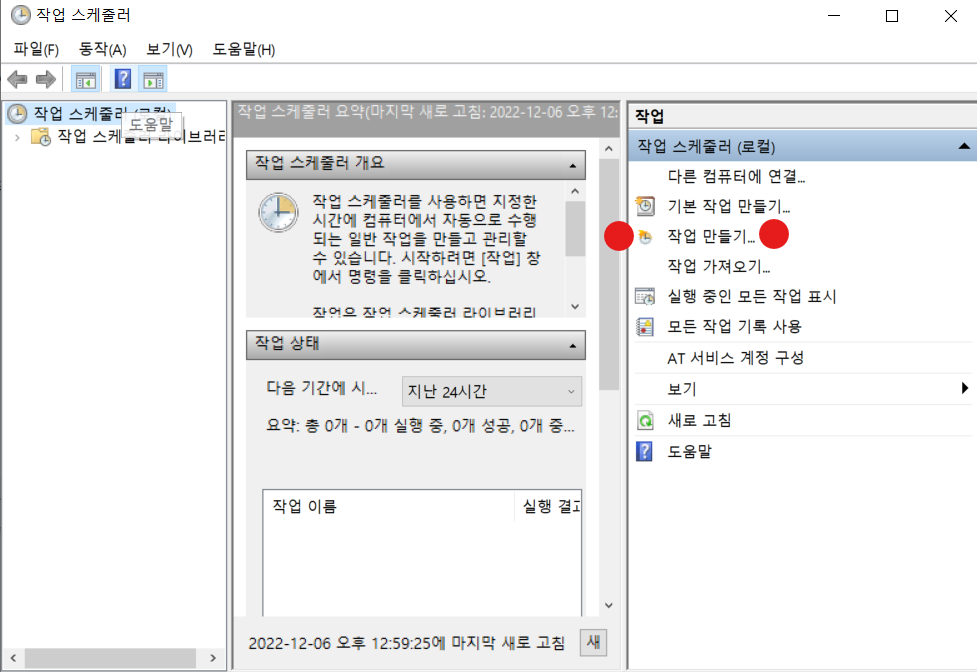 작업 스케줄러
파일(F) 동작(A) 보기(V) 도움말(H)
작업 스케줄러 (로컬)
도움말
작업 스케줄러 라이브러리
작업 스케줄러 요약(마지막 새로 고침: 2022-12-06 오후 12:
작업 스케줄러 개요
작업 스케줄러를 사용하면 지정한
시간에 컴퓨터에서 자동으로 수행
되는 일반 작업을 만들고 관리할
수 있습니다. 시작하려면 [작업] 창
에서 명령을 클릭하십시오.
작업은 작업 스케줄러 라이브러리
작업 상태
다음 기간에 시... 지난 24시간
요약: 총 0개 - 0개 실행 중, 0개 성공, 0개 중...
작업 이름 실행 결과
2022-12-06 오후 12:59:25에 마지막 새로 고침 새
작업
작업 스케줄러 (로컬)
다른 컴퓨터에 연결...
기본 작업 만들기...
작업 만들기...
작업 가져오기...
실행 중인 모든 작업 표시
모든 작업 기록 사용
AT 서비스 계정 구성
보기
새로 고침
도움말